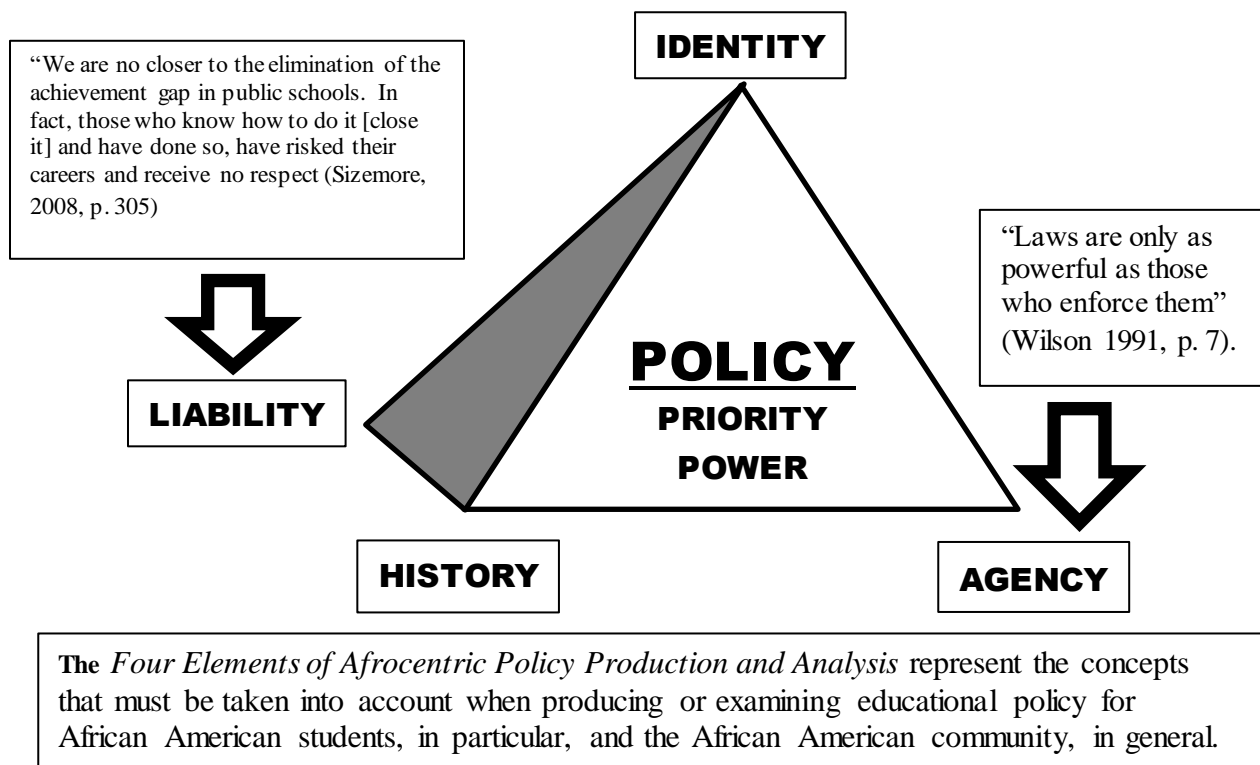 IDENTITY
“We are no closer to the elimination of the
achievement gap in public schools. In
fact, those who know how to do it [close
it] and have done so, have risked their
careers and receive no respect (Sizemore,
2008, p. 305)
“Laws are only as
powerful as those
who enforce them”
(Wilson 1991, p. 7).
POLICY
PRIORITY
POWER
LIABILITY
HISTORY
AGENCY
The Four Elements of Afrocentric Policy Production and Analysis represent the concepts
that must be taken into account when producing or examining educational policy for
African American students, in particular, and the African American community, in general.